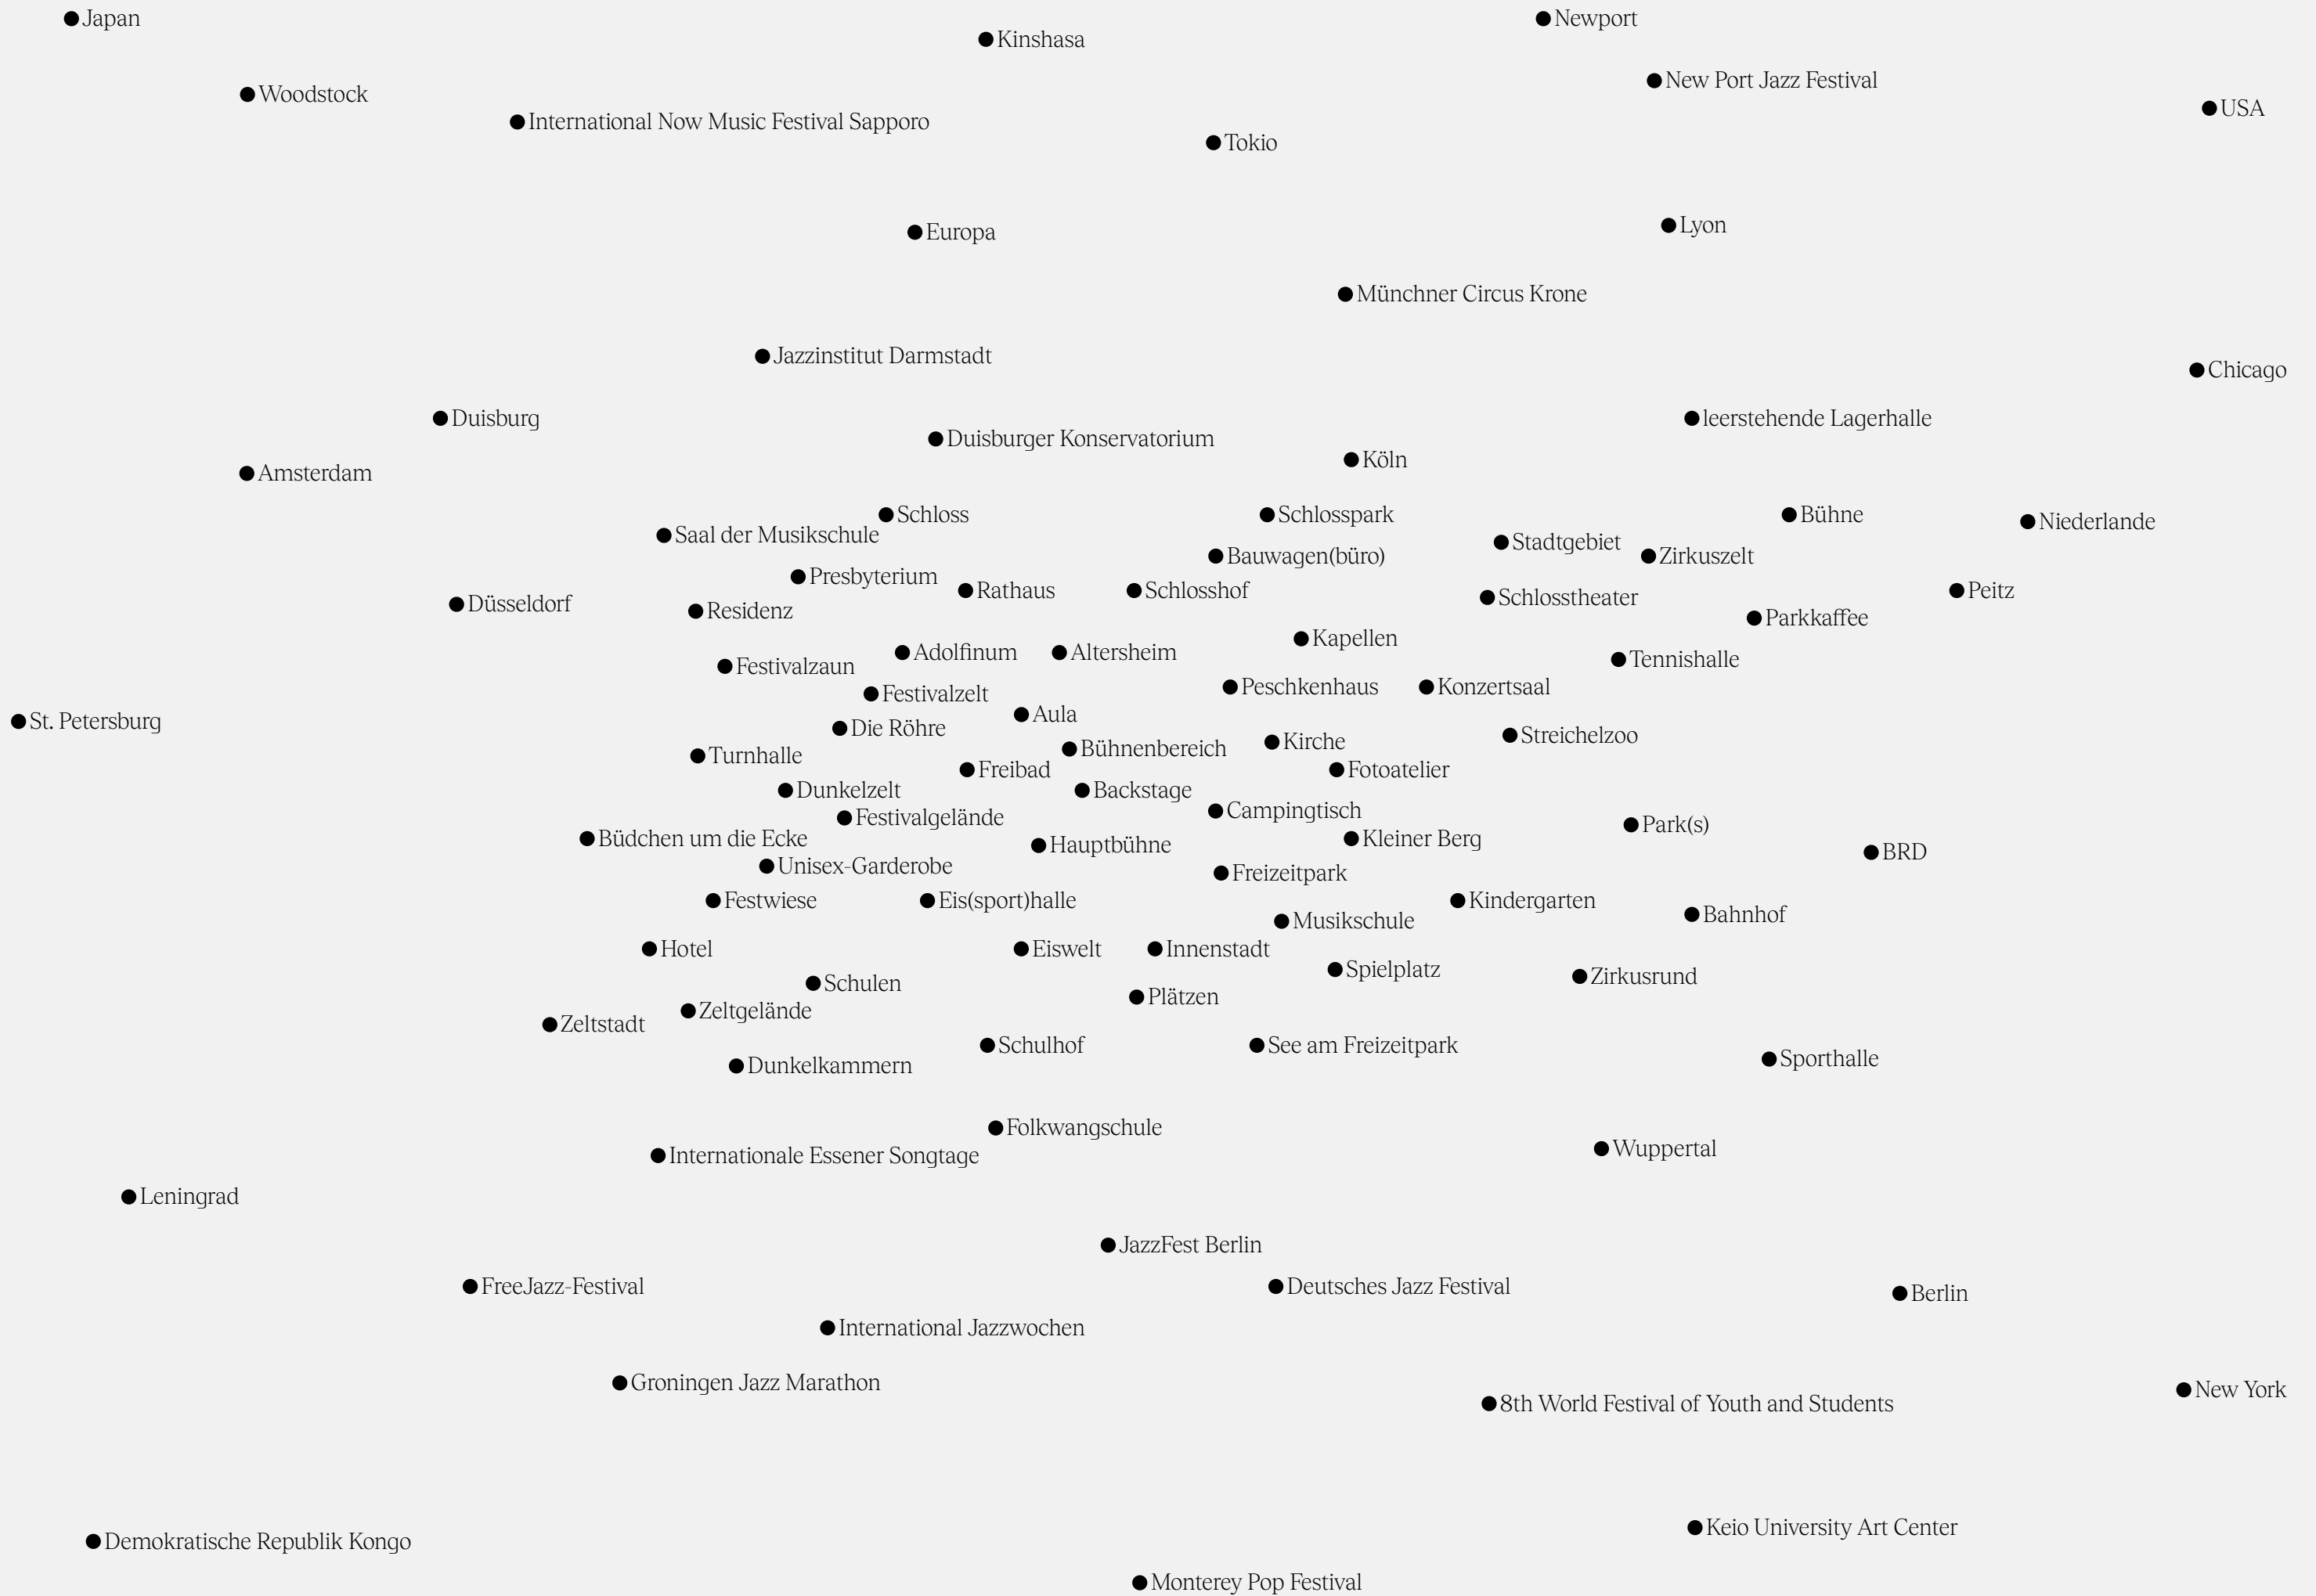 Japan
Newport
Kinshasa
New Port Jazz Festival
Woodstock
USA
International Now Music Festival Sapporo
Tokio
Lyon
Europa
Münchner Circus Krone
Jazzinstitut Darmstadt
Chicago
Duisburg
leerstehende Lagerhalle
Duisburger Konservatorium
Köln
Amsterdam
Schloss
Schlosspark
Bühne
Niederlande
Saal der Musikschule
Stadtgebiet
Bauwagen(büro)
Zirkuszelt
Presbyterium
Rathaus
Schlosshof
Peitz
Schlosstheater
Düsseldorf
Residenz
Parkkaffee
Kapellen
Adolfinum
Altersheim
Tennishalle
Festivalzaun
Peschkenhaus
Konzertsaal
Festivalzelt
Aula
St. Petersburg
Die Röhre
Streichelzoo
Kirche
Bühnenbereich
Turnhalle
Freibad
Fotoatelier
Dunkelzelt
Backstage
Campingtisch
Festivalgelände
Park(s)
Büdchen um die Ecke
Kleiner Berg
Hauptbühne
BRD
Unisex-Garderobe
Freizeitpark
Festwiese
Eis(sport)halle
Kindergarten
Bahnhof
Musikschule
Hotel
Eiswelt
Innenstadt
Spielplatz
Zirkusrund
Schulen
Plätzen
Zeltgelände
Zeltstadt
Schulhof
See am Freizeitpark
Sporthalle
Dunkelkammern
Folkwangschule
Wuppertal
Internationale Essener Songtage
Leningrad
JazzFest Berlin
FreeJazz-Festival
Deutsches Jazz Festival
Berlin
International Jazzwochen
Groningen Jazz Marathon
New York
8th World Festival of Youth and Students
Keio University Art Center
Demokratische Republik Kongo
Monterey Pop Festival